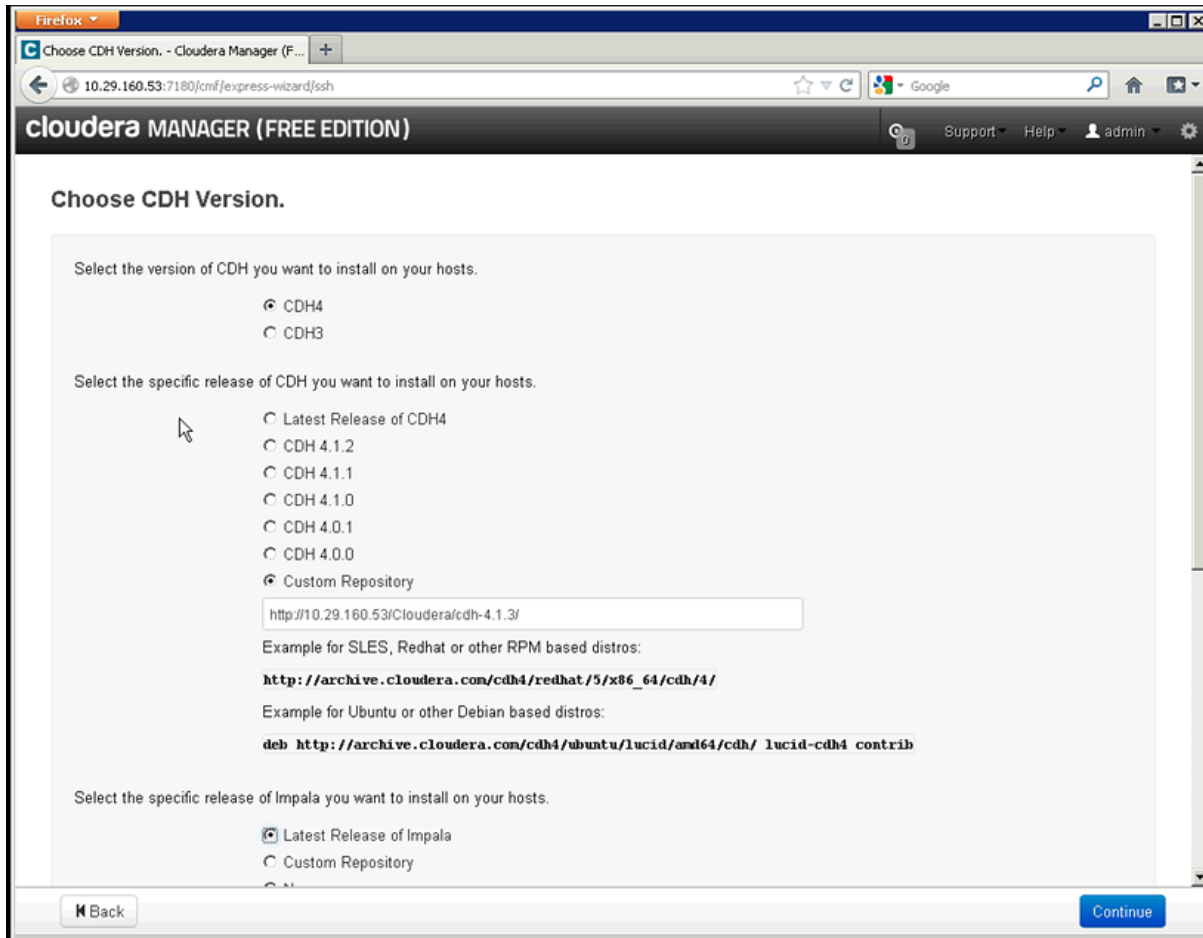 Firefox
Choose CDH Version. - Cloudera Manager (F...
10.29.160.53:7180/cmf/express-wizard/ssh
Google
cloudera MANAGER (FREE EDITION)
0
Support
Help
admin
Choose CDH Version.
Select the version of CDH you want to install on your hosts.
CDH4
CDH3
Select the specific release of CDH you want to install on your hosts.
Latest Release of CDH4
CDH 4.1.2
CDH 4.1.1
CDH 4.1.0
CDH 4.0.1
CDH 4.0.0
Custom Repository
http://10.29.160.53/Cloudera/cdh-4.1.3/
Example for SLES, Redhat or other RPM based distros:
http://archive.cloudera.com/cdh4/redhat/5/x86_64/cdh/4/
Example for Ubuntu or other Debian based distros:
deb http://archive.cloudera.com/cdh4/ubuntu/lucid/amd64/cdh/ lucid-cdh4 contrib
Select the specific release of Impala you want to install on your hosts.
Latest Release of Impala
Custom Repository
Back
Continue